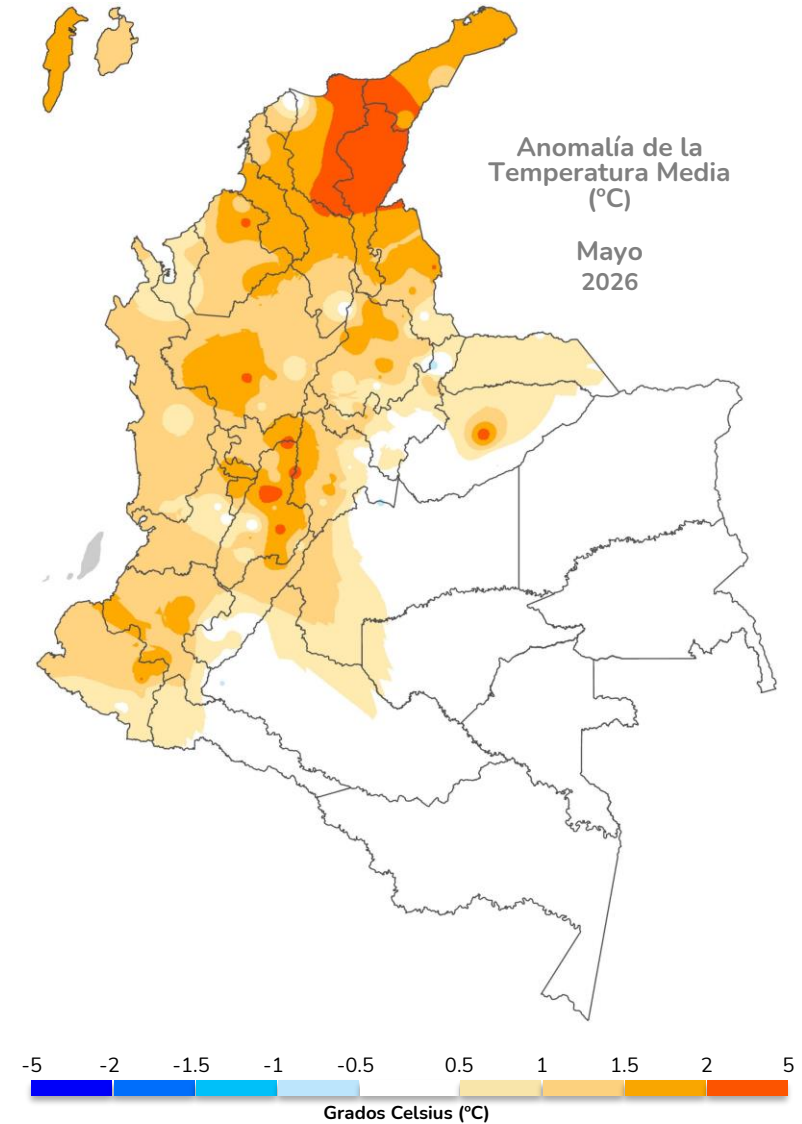 Anomalía de la
Temperatura Media
(ºC)
Mayo
2026
-5 -2 -1.5 -1 -0.5 0.5 1 1.5 2 5
Grados Celsius (ºC)